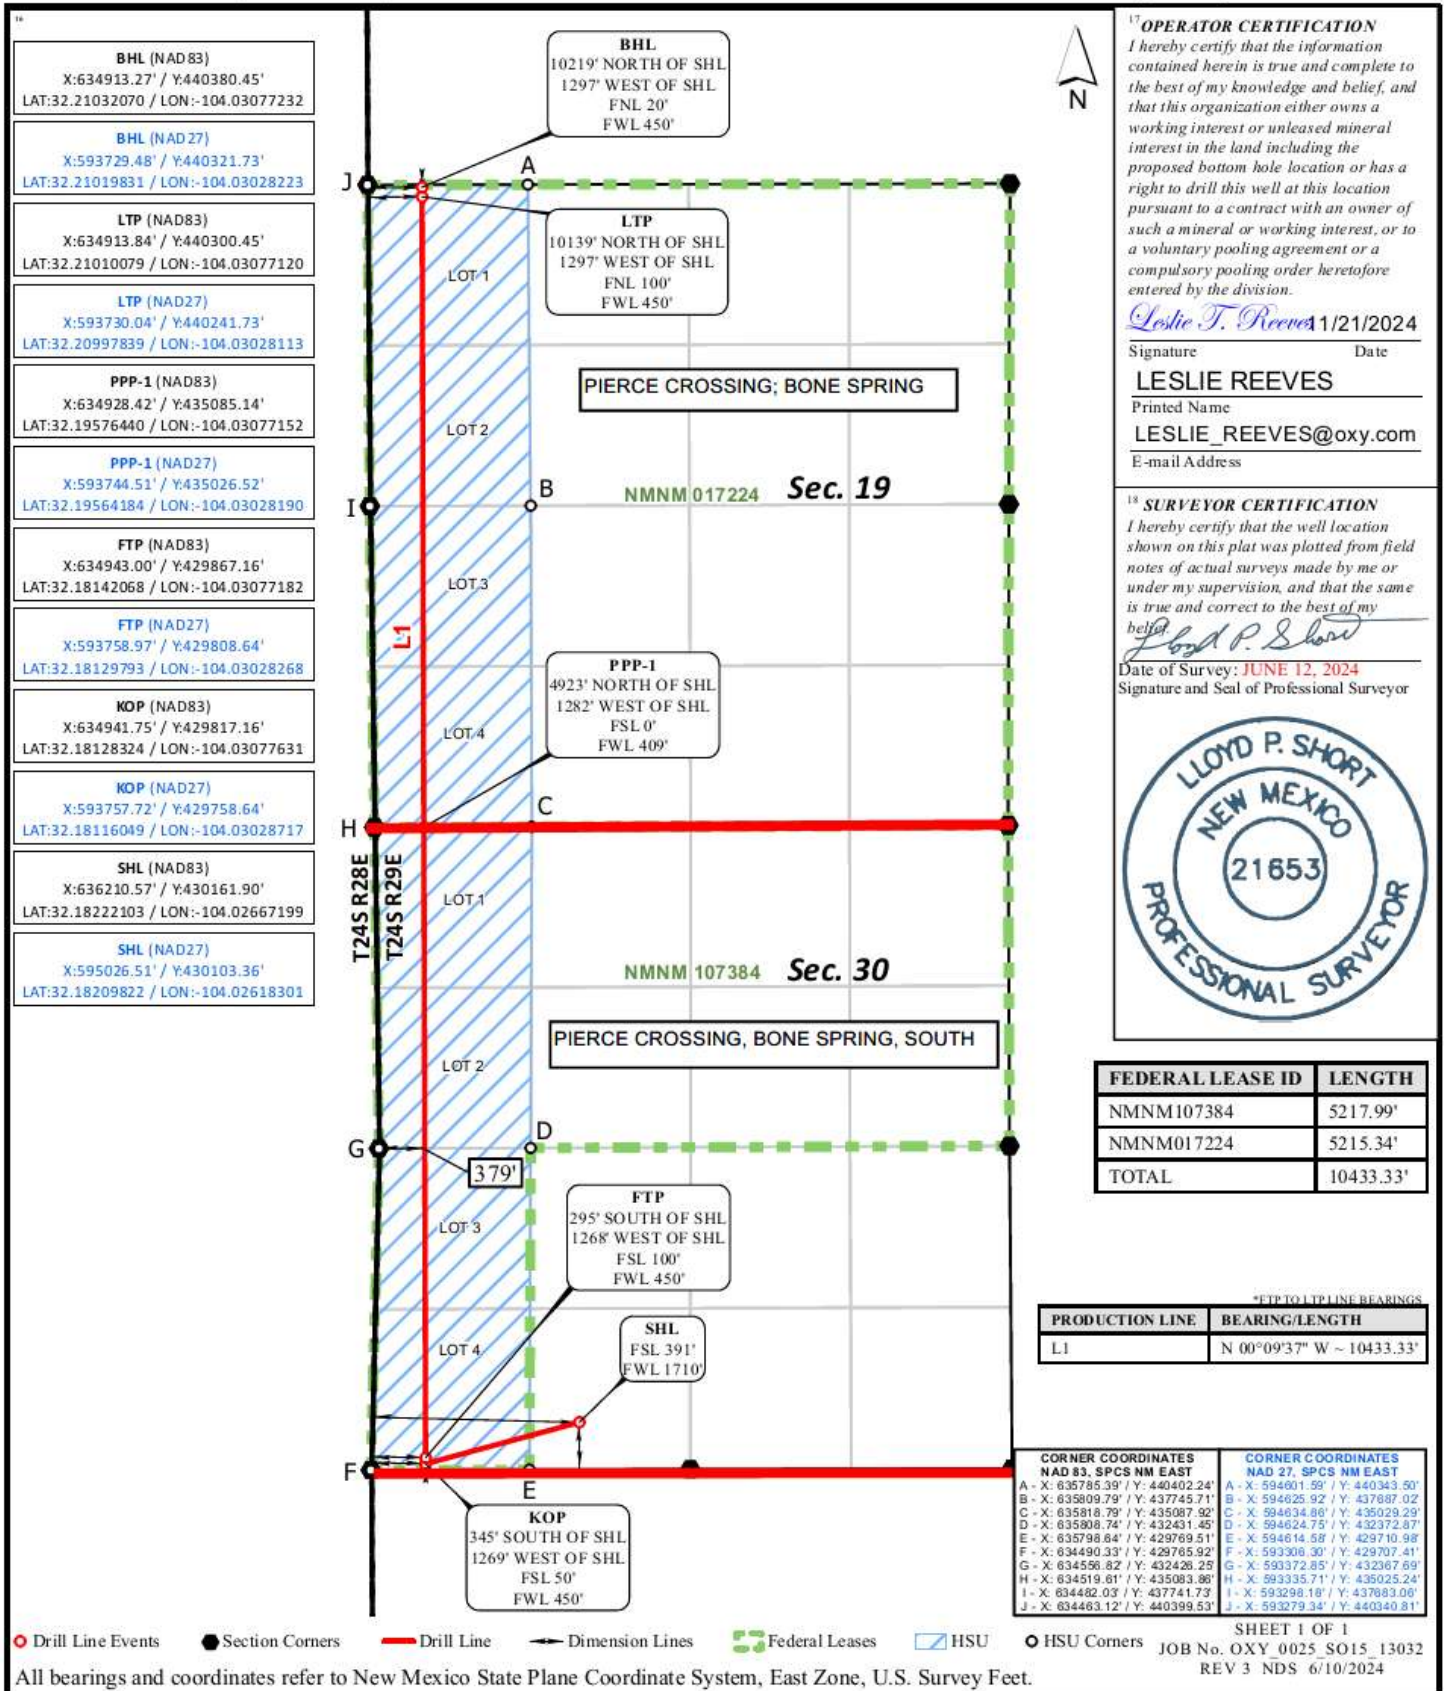 16
BHL (NAD83)
X:634913.27' / Y:440380.45'
LAT:32.21032070 / LON:-104.03077232
BHL (NAD27)
X:593729.48' / Y:440321.73'
LAT:32.21019831 / LON:-104.03028223
LTP (NAD83)
X:634913.84' / Y:440300.45'
LAT:32.21010079 / LON:-104.03077120
LTP (NAD27)
X:593730.04' / Y:440241.73'
LAT:32.20997839 / LON:-104.03028113
PPP-1 (NAD83)
X:634928.42' / Y:435085.14'
LAT:32.19576440 / LON:-104.03077152
PPP-1 (NAD27)
X:593744.51' / Y:435026.52'
LAT:32.19564184 / LON:-104.03028190
FTP (NAD83)
X:634943.00' / Y:429867.16'
LAT:32.18142068 / LON:-104.03077182
FTP (NAD27)
X:593758.97' / Y:429808.64'
LAT:32.18129793 / LON:-104.03028268
KOP (NAD83)
X:634941.75' / Y:429817.16'
LAT:32.18128324 / LON:-104.03077631
KOP (NAD27)
X:593757.72' / Y:429758.64'
LAT:32.18116049 / LON:-104.03028717
SHL (NAD83)
X:636210.57' / Y:430161.90'
LAT:32.18222103 / LON:-104.02667199
SHL (NAD27)
X:595026.51' / Y:430103.36'
LAT:32.18209822 / LON:-104.02618301
BHL
10219' NORTH OF SHL
1297' WEST OF SHL
FNL 20'
FWL 450'
N
J
A
LTP
10139' NORTH OF SHL
1297' WEST OF SHL
FNL 100'
FWL 450'
LOT 1
PIERCE CROSSING; BONE SPRING
LOT 2
I
B
NMNM 017224 Sec. 19
LOT 3
L1
PPP-1
4923' NORTH OF SHL
1282' WEST OF SHL
FSL 0'
FWL 409'
LOT 4
H
C
T24S R28E
T24S R29E
LOT 1
NMNM 107384 Sec. 30
PIERCE CROSSING, BONE SPRING, SOUTH
LOT 2
G
D
379'
FTP
295' SOUTH OF SHL
1268' WEST OF SHL
FSL 100'
FWL 450'
LOT 3
LOT 4
SHL
FSL 391'
FWL 1710'
F
E
KOP
345' SOUTH OF SHL
1269' WEST OF SHL
FSL 50'
FWL 450'
17 OPERATOR CERTIFICATION
I hereby certify that the information
contained herein is true and complete to
the best of my knowledge and belief, and
that this organization either owns a
working interest or unleased mineral
interest in the land including the
proposed bottom hole location or has a
right to drill this well at this location
pursuant to a contract with an owner of
such a mineral or working interest, or to
a voluntary pooling agreement or a
compulsory pooling order heretofore
entered by the division.
Leslie T. Reeves 11/21/2024
Signature Date
LESLIE REEVES
Printed Name
LESLIE_REEVES@oxy.com
E-mail Address
18 SURVEYOR CERTIFICATION
I hereby certify that the well location
shown on this plat was plotted from field
notes of actual surveys made by me or
under my supervision, and that the same
is true and correct to the best of my
belief.
Lloyd P. Short
Date of Survey: JUNE 12, 2024
Signature and Seal of Professional Surveyor
LLOYD P. SHORT
NEW MEXICO
21653
PROFESSIONAL SURVEYOR
FEDERAL LEASE ID LENGTH
NMNM107384 5217.99'
NMNM017224 5215.34'
TOTAL 10433.33'
*FTP TO LTP LINE BEARINGS
PRODUCTION LINE BEARING/LENGTH
L1 N 00°09'37" W ~ 10433.33'
CORNER COORDINATES
NAD 83, SPCS NM EAST
A - X: 635785.39' / Y: 440402.24'
B - X: 635809.79' / Y: 437745.71'
C - X: 635818.79' / Y: 435087.92'
D - X: 635808.74' / Y: 432431.45'
E - X: 635798.64' / Y: 429769.51'
F - X: 634490.33' / Y: 429765.92'
G - X: 634556.82' / Y: 432426.25'
H - X: 634519.61' / Y: 435083.86'
I - X: 634482.03' / Y: 437741.73'
J - X: 634463.12' / Y: 440399.53'
CORNER COORDINATES
NAD 27, SPCS NM EAST
A - X: 594601.59' / Y: 440343.50'
B - X: 594625.92' / Y: 437687.02'
C - X: 594634.86' / Y: 435029.29'
D - X: 594624.75' / Y: 432372.87'
E - X: 594614.58' / Y: 429710.98'
F - X: 593306.30' / Y: 429707.41'
G - X: 593372.85' / Y: 432367.69'
H - X: 593335.71' / Y: 435025.24'
I - X: 593298.18' / Y: 437683.06'
J - X: 593279.34' / Y: 440340.81'
Drill Line Events Section Corners Drill Line Dimension Lines Federal Leases HSU HSU Corners
SHEET 1 OF 1
JOB No. OXY_0025_SO15_13032
REV 3 NDS 6/10/2024
All bearings and coordinates refer to New Mexico State Plane Coordinate System, East Zone, U.S. Survey Feet.